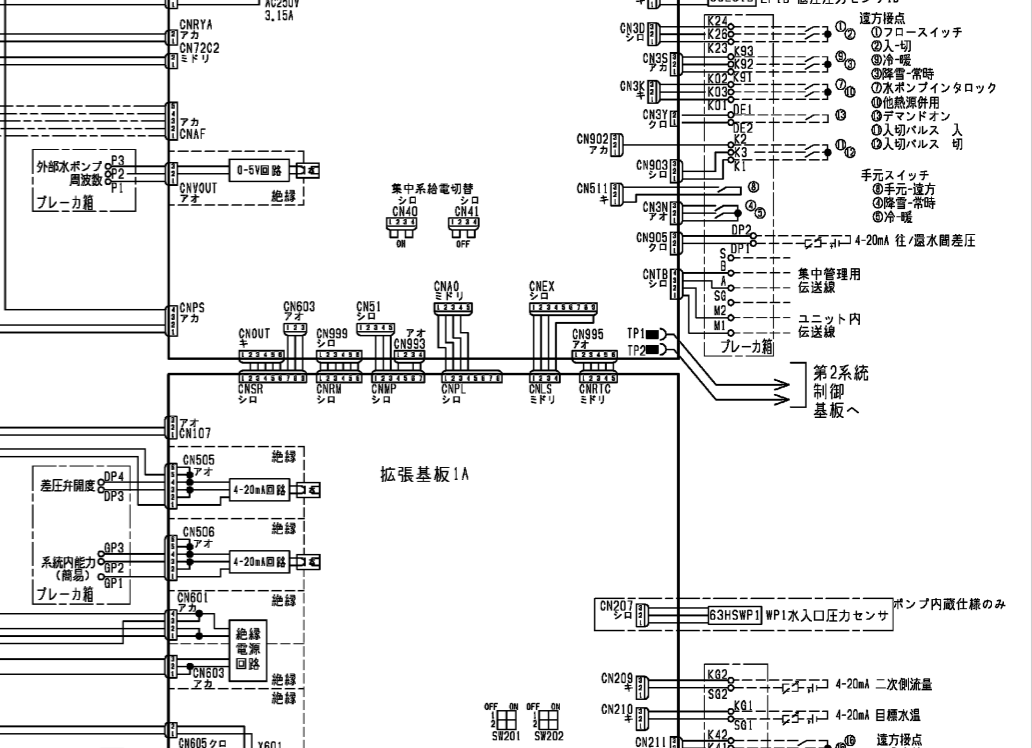 AC250V
3.15A
CNRYA
アカ
CN72C2
ミドリ
アカ
CNAF
外部水ポンプ
周波数
P3
P2
P1
ブレーカ箱
CNVOUT
アオ
0-5V回路
絶縁
CNPS
アカ
集中系給電切替
シロ
CN40
1 2 3 4
ON
シロ
CN41
1 2 3 4
OFF
CN3D
シロ
CN3S
アカ
CN3K
キ
CN3Y
クロ
CN902
アカ
CN903
シロ
CN511
キ
CN3N
アオ
CN905
クロ
CNTB
シロ
K24
K26
K23
K93
K92
K91
K02
K03
K01
DE1
DE2
K2
K3
K1
DP2
DP1
S
B
A
SG
M2
M1
ブレーカ箱
遠方接点
①フロースイッチ
②入-切
⑨冷-暖
③降雪-常時
⑦水ポンプインタロック
⑩他熱源併用
⑬デマンドオン
⑪入切パルス 入
⑫入切パルス 切
手元スイッチ
⑧手元-遠方
④降雪-常時
⑤冷-暖
4-20mA 往/還水間差圧
集中管理用
伝送線
ユニット内
伝送線
TP1
TP2
第2系統
制御
基板へ
CNOUT
キ
CN603
アオ
CN999
シロ
CN51
シロ
アオ
CN993
CNAO
ミドリ
CNEX
シロ
CN995
アオ
CNSR
シロ
CNRM
シロ
CNMP
シロ
CNPL
シロ
CNLS
ミドリ
CNRTC
ミドリ
アオ
CN107
拡張基板1A
差圧弁開度
DP4
DP3
CN505
アオ
4-20mA回路
絶縁
系統内能力
(簡易)
GP3
GP2
GP1
ブレーカ箱
CN506
アオ
4-20mA回路
絶縁
CN601
アカ
絶縁
絶縁
電源
回路
CN603
アカ
絶縁
絶縁
CN605 クロ
X601
OFF ON
SW201
OFF ON
SW202
CN207
シロ
63HSWP1
WP1水入口圧力センサ
ポンプ内蔵仕様のみ
CN209
キ
KG2
SG2
4-20mA 二次側流量
CN210
キ
KG1
SG1
4-20mA 目標水温
CN211
K42
K41
⑯
遠方接点